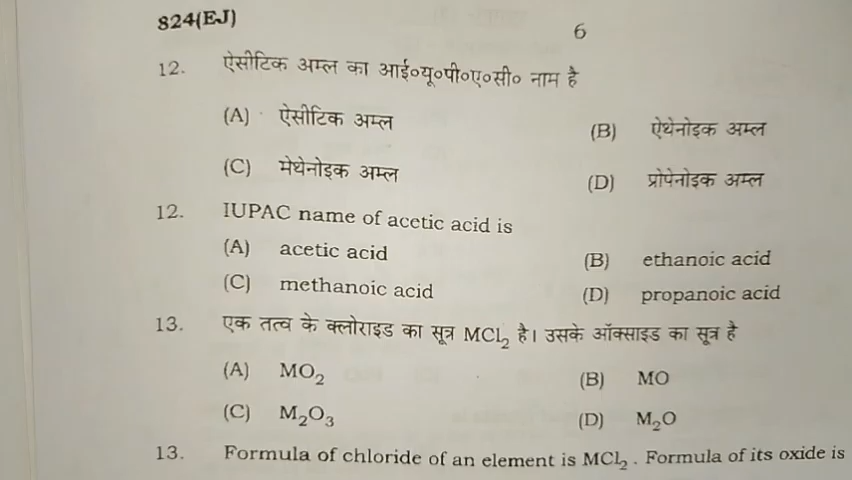 824(EJ) 6
12. ऐसीटिक अम्ल का आई०यू०पी०ए०सी० नाम है
(A) ऐसीटिक अम्ल (B) ऐथेनोइक अम्ल
(C) मेथेनोइक अम्ल (D) प्रोपेनोइक अम्ल
12. IUPAC name of acetic acid is
(A) acetic acid (B) ethanoic acid
(C) methanoic acid (D) propanoic acid
13. एक तत्व के क्लोराइड का सूत्र MCl₂ है। उसके ऑक्साइड का सूत्र है
(A) MO₂ (B) MO
(C) M₂O₃ (D) M₂O
13. Formula of chloride of an element is MCl₂. Formula of its oxide is